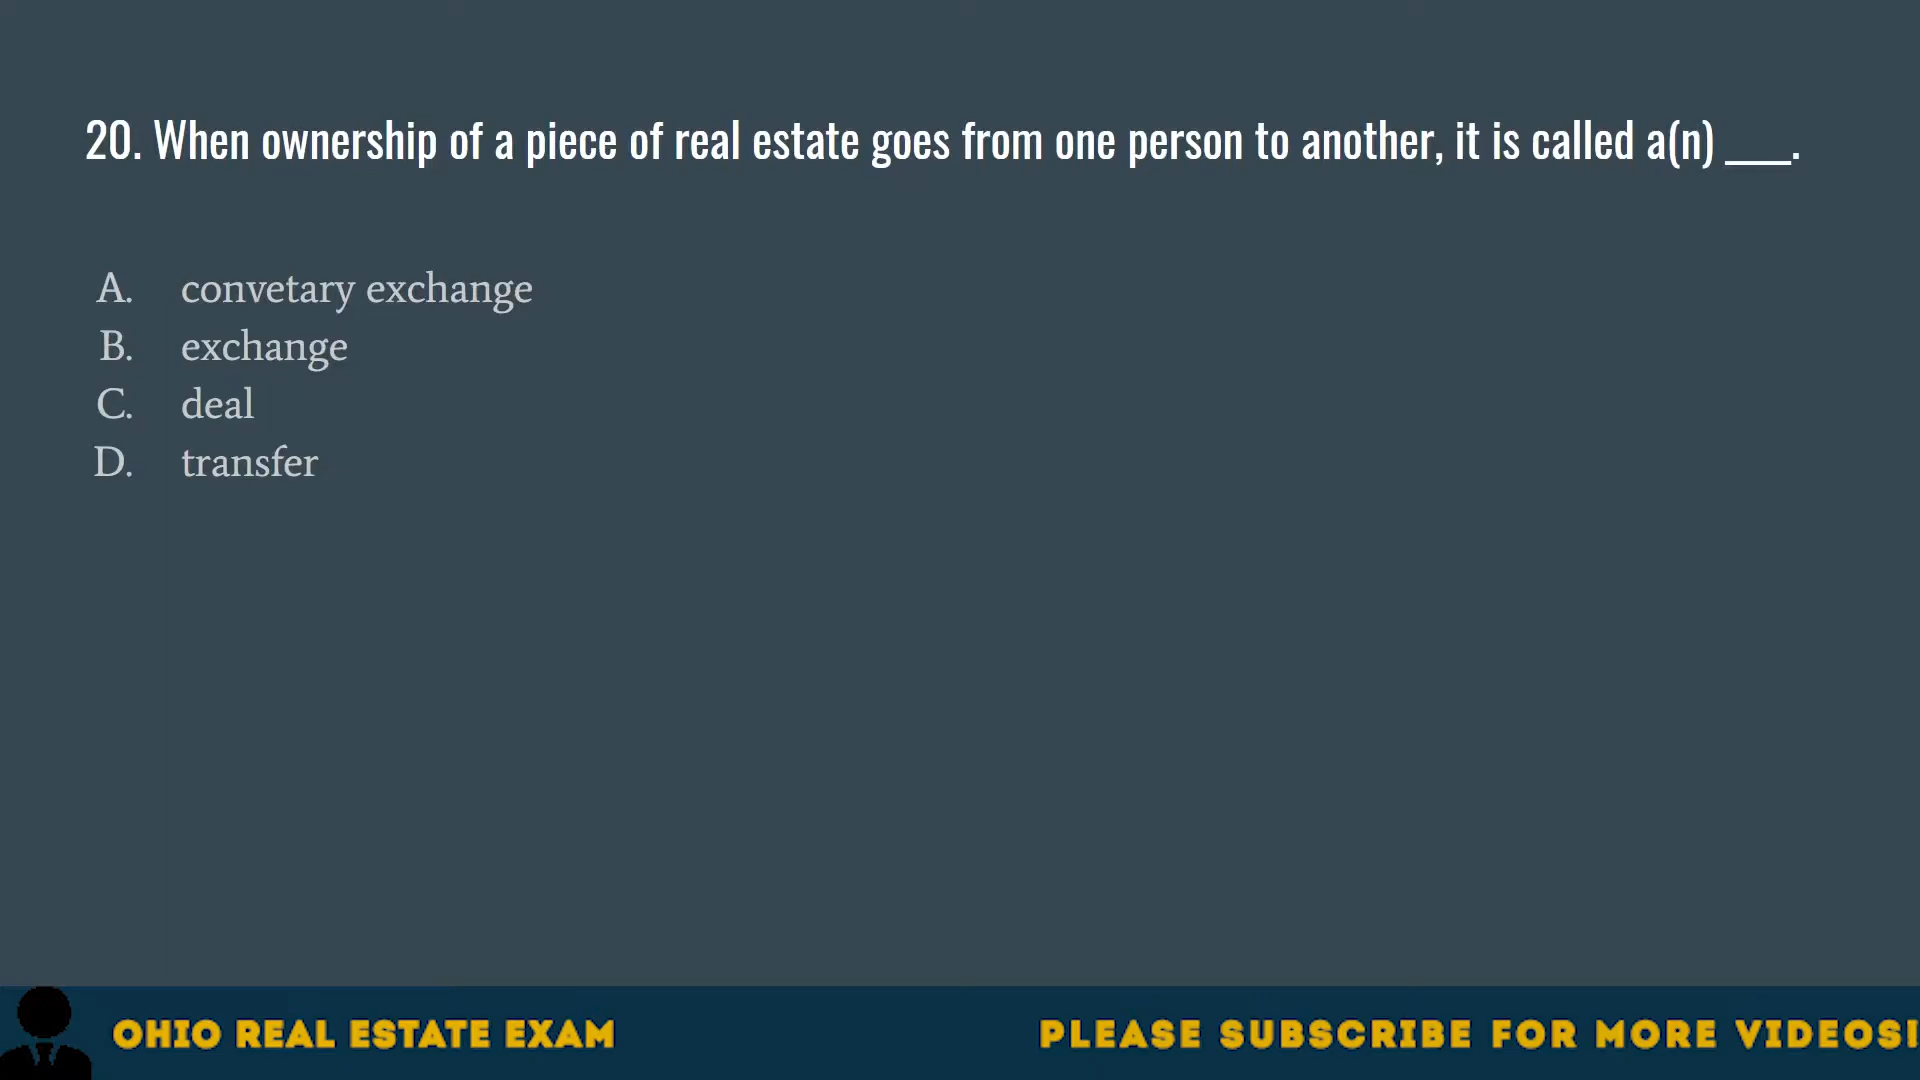 20. When ownership of a piece of real estate goes from one person to another, it is called a(n) ____.
A. convetary exchange
B. exchange
C. deal
D. transfer
OHIO REAL ESTATE EXAM
PLEASE SUBSCRIBE FOR MORE VIDEOS!